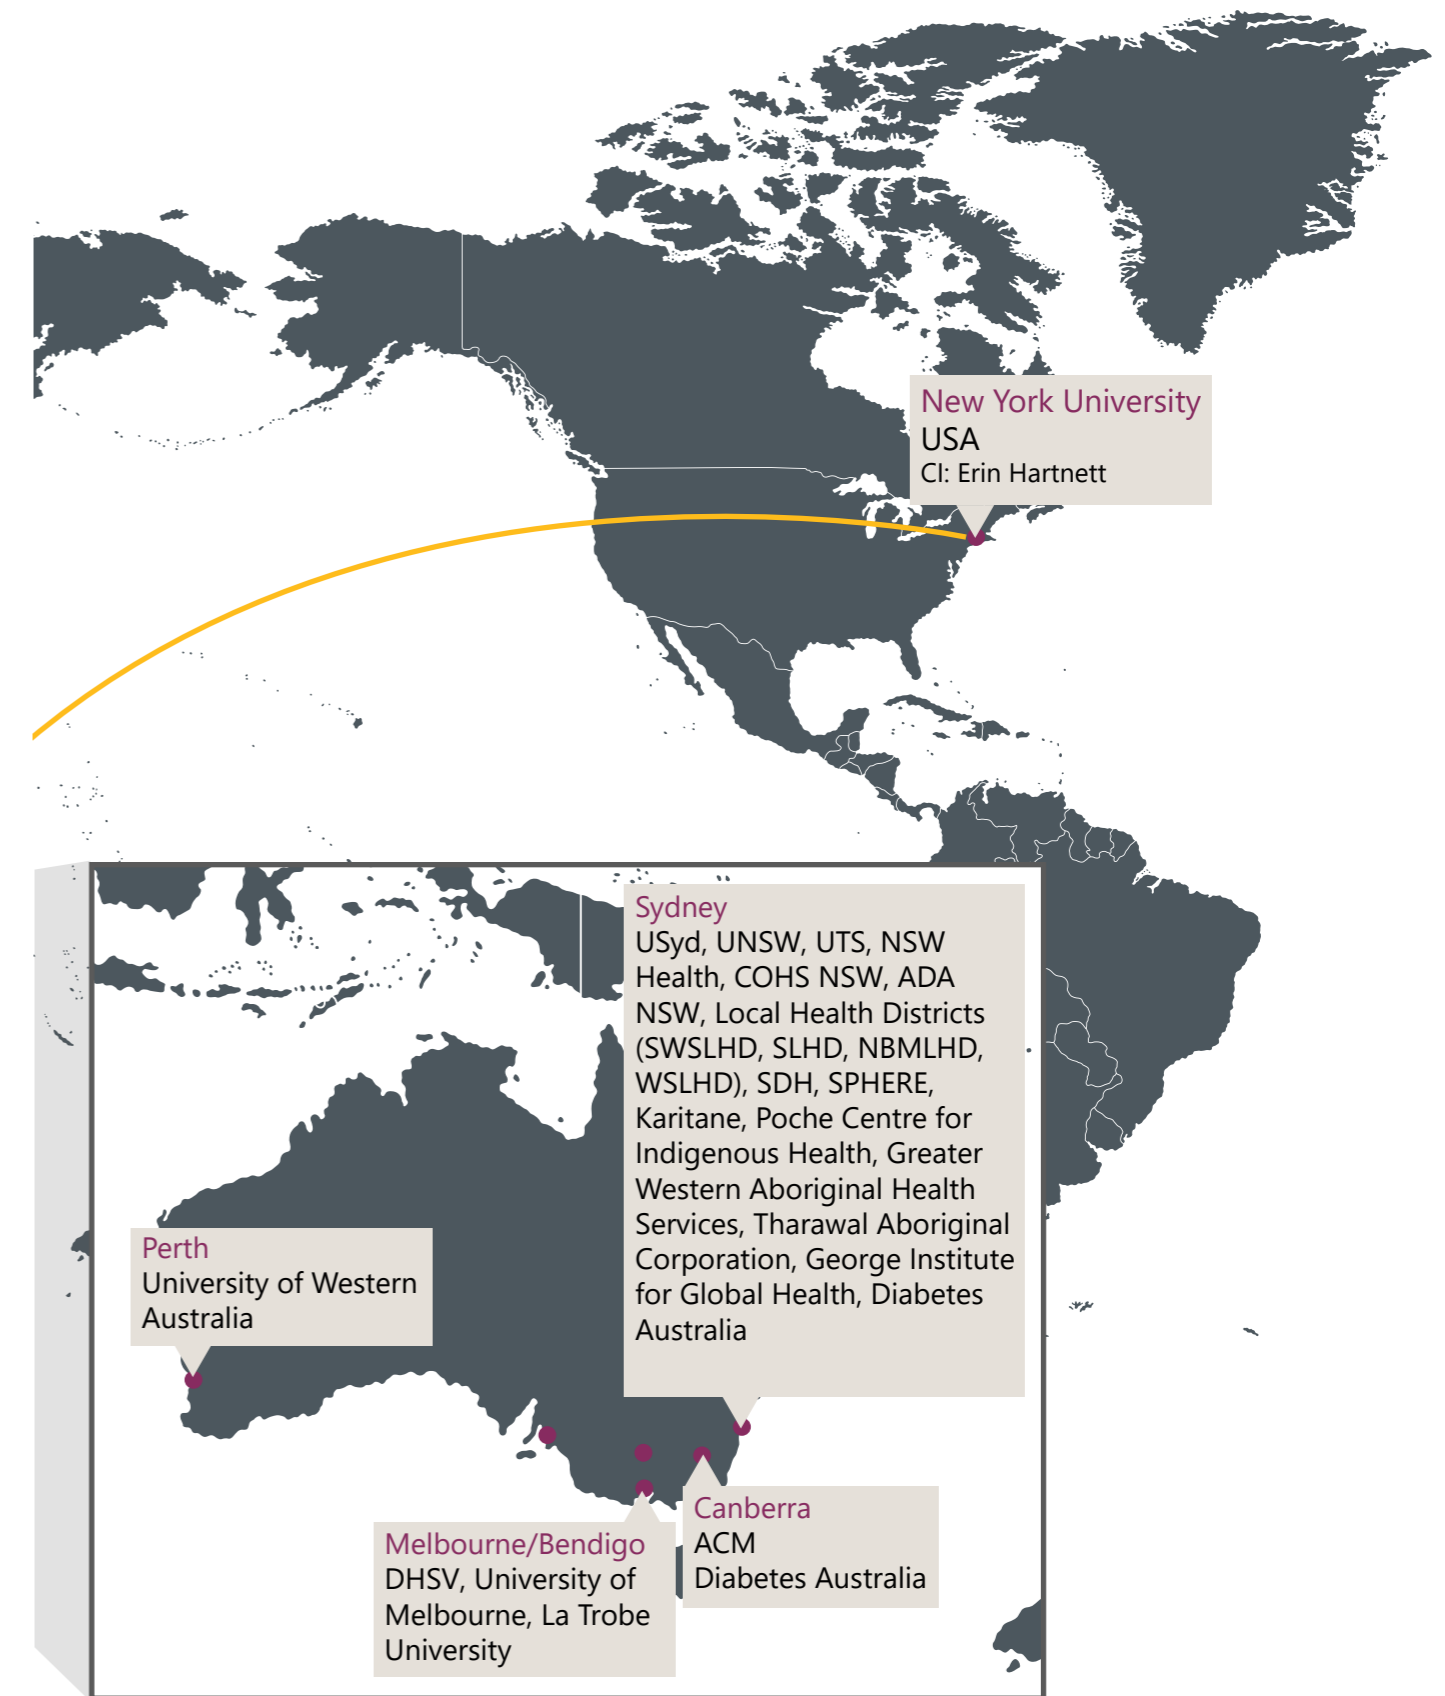 New York University
USA
CI: Erin Hartnett
Sydney
USyd, UNSW, UTS, NSW
Health, COHS NSW, ADA
NSW, Local Health Districts
(SWSLHD, SLHD, NBMLHD,
WSLHD), SDH, SPHERE,
Karitane, Poche Centre for
Indigenous Health, Greater
Western Aboriginal Health
Services, Tharawal Aboriginal
Corporation, George Institute
for Global Health, Diabetes
Australia
Perth
University of Western
Australia
Canberra
ACM
Diabetes Australia
Melbourne/Bendigo
DHSV, University of
Melbourne, La Trobe
University